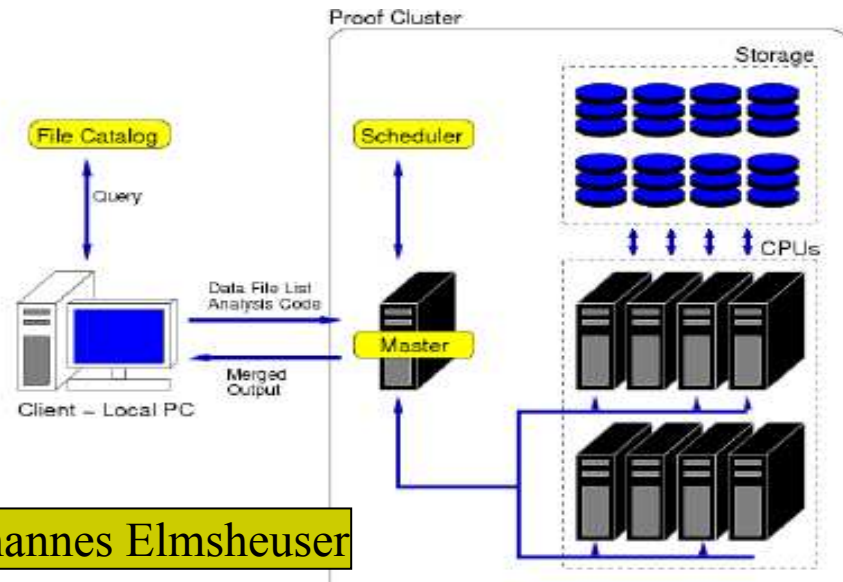 Proof Cluster
Storage
File Catalog
Scheduler
Query
CPUs
Data File List
Analysis Code
Master
Merged
Output
Client – Local PC
Elmsheuser